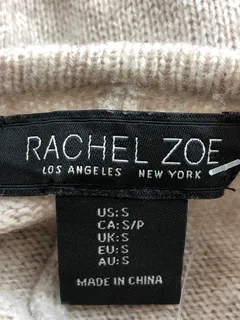 RACHEL ZOE
LOS ANGELES NEW YORK
US:S
CA:S/P
UK:S
EU:S
AU:S
MADE IN CHINA